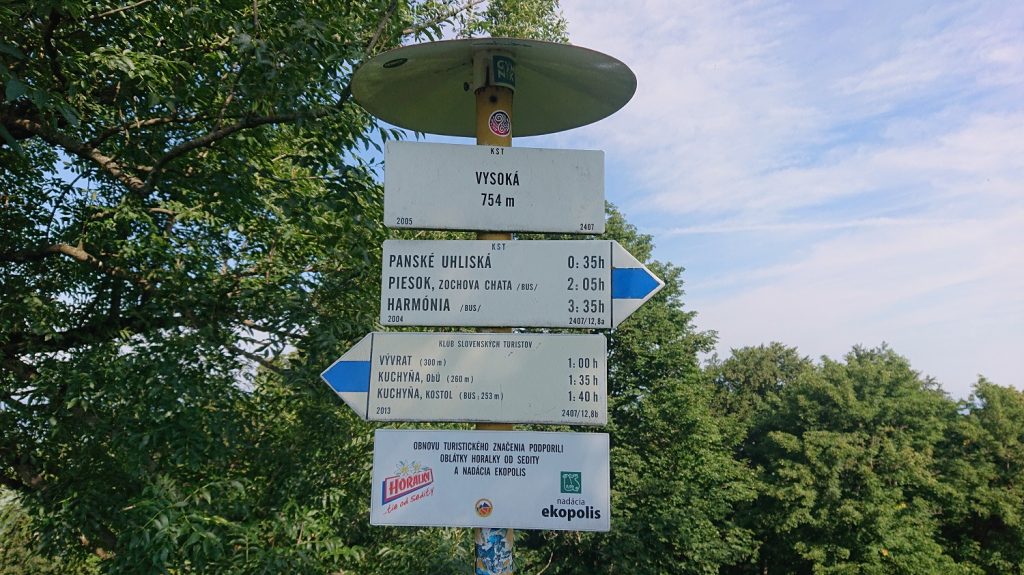 KST
VYSOKÁ
754 m
2005 2407
KST
PANSKÉ UHLISKÁ 0:35h
PIESOK, ZOCHOVA CHATA /BUS/ 2:05h
HARMÓNIA /BUS/ 3:35h
2004 2407/12,8a
KLUB SLOVENSKÝCH TURISTOV
VÝVRAT (300 m) 1:00 h
KUCHYŇA, ObÚ (260 m) 1:35 h
KUCHYŇA, KOSTOL (BUS; 253 m) 1:40 h
2013 2407/12,8b
OBNOVU TURISTICKÉHO ZNAČENIA PODPORILI
OBLÁTKY HORALKY OD SEDITY
A NADÁCIA EKOPOLIS
HORALKY
...tie od Sedity
nadácia
ekopolis